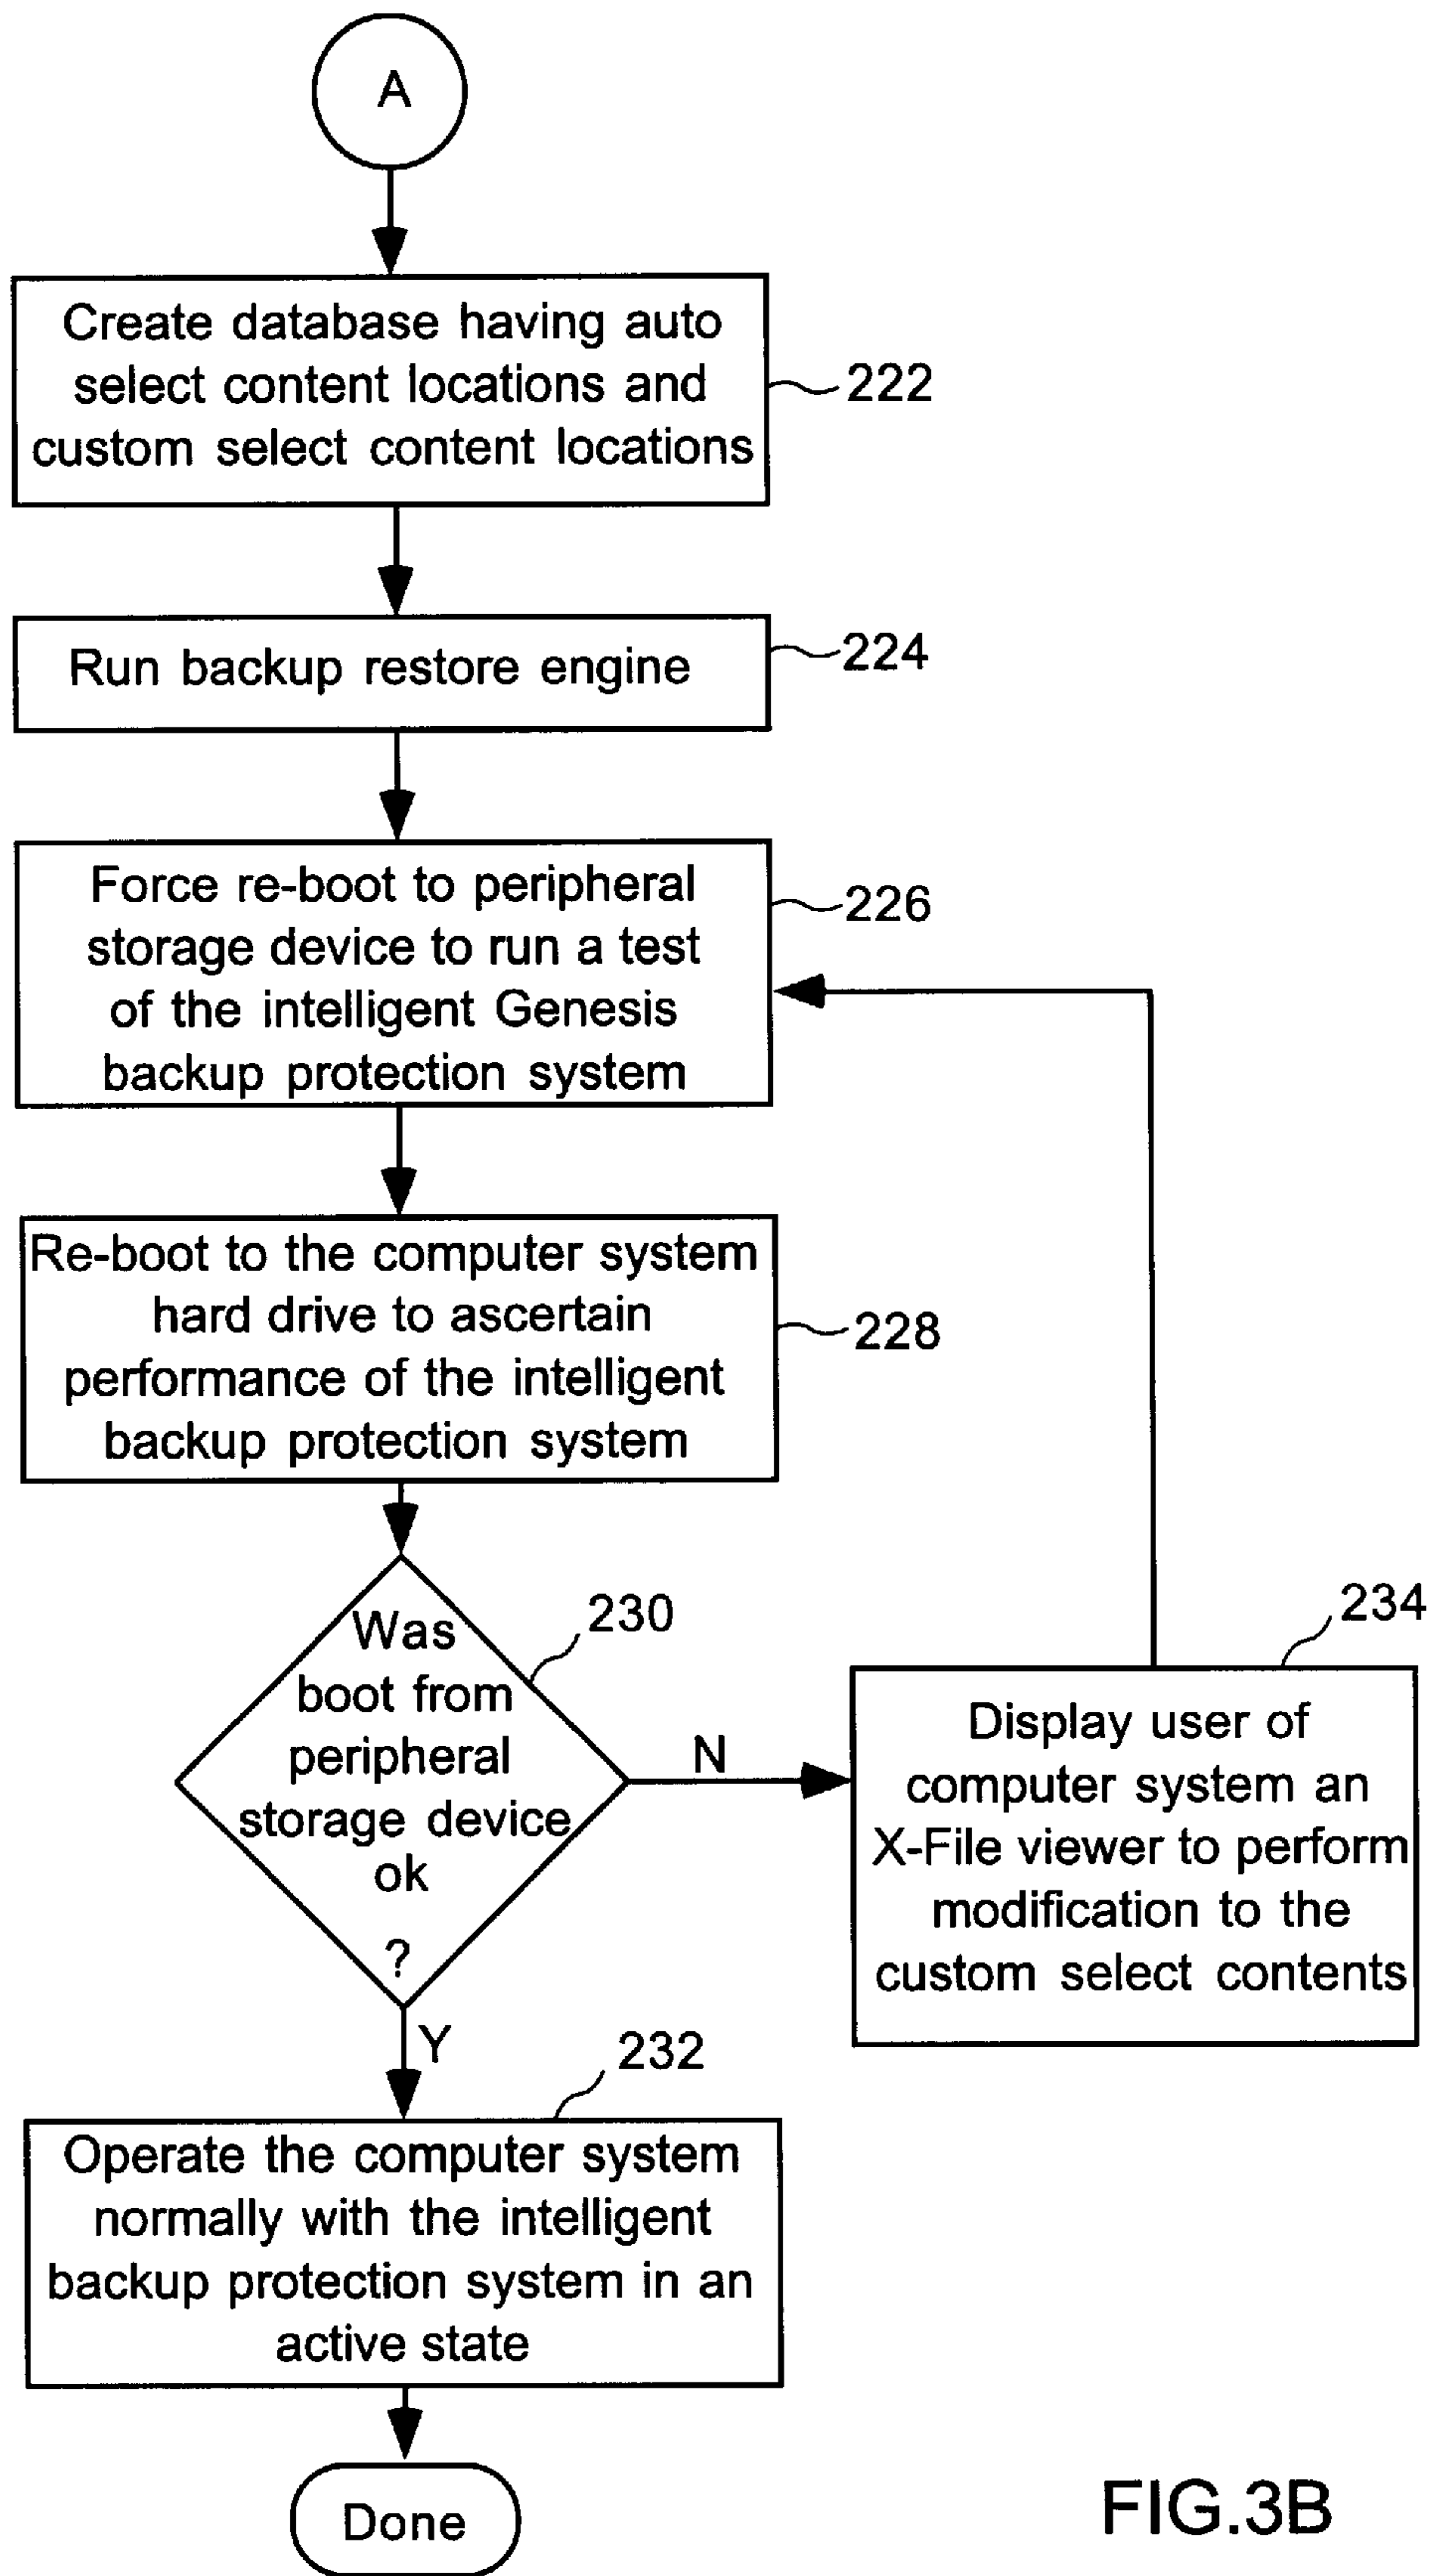 A
Create database having auto
select content locations and
custom select content locations
222
Run backup restore engine
224
Force re-boot to peripheral
storage device to run a test
of the intelligent Genesis
backup protection system
226
Re-boot to the computer system
hard drive to ascertain
performance of the intelligent
backup protection system
228
Was
boot from
peripheral
storage device
ok
?
230
N
Display user of
computer system an
X-File viewer to perform
modification to the
custom select contents
234
Y
232
Operate the computer system
normally with the intelligent
backup protection system in an
active state
Done
FIG.3B